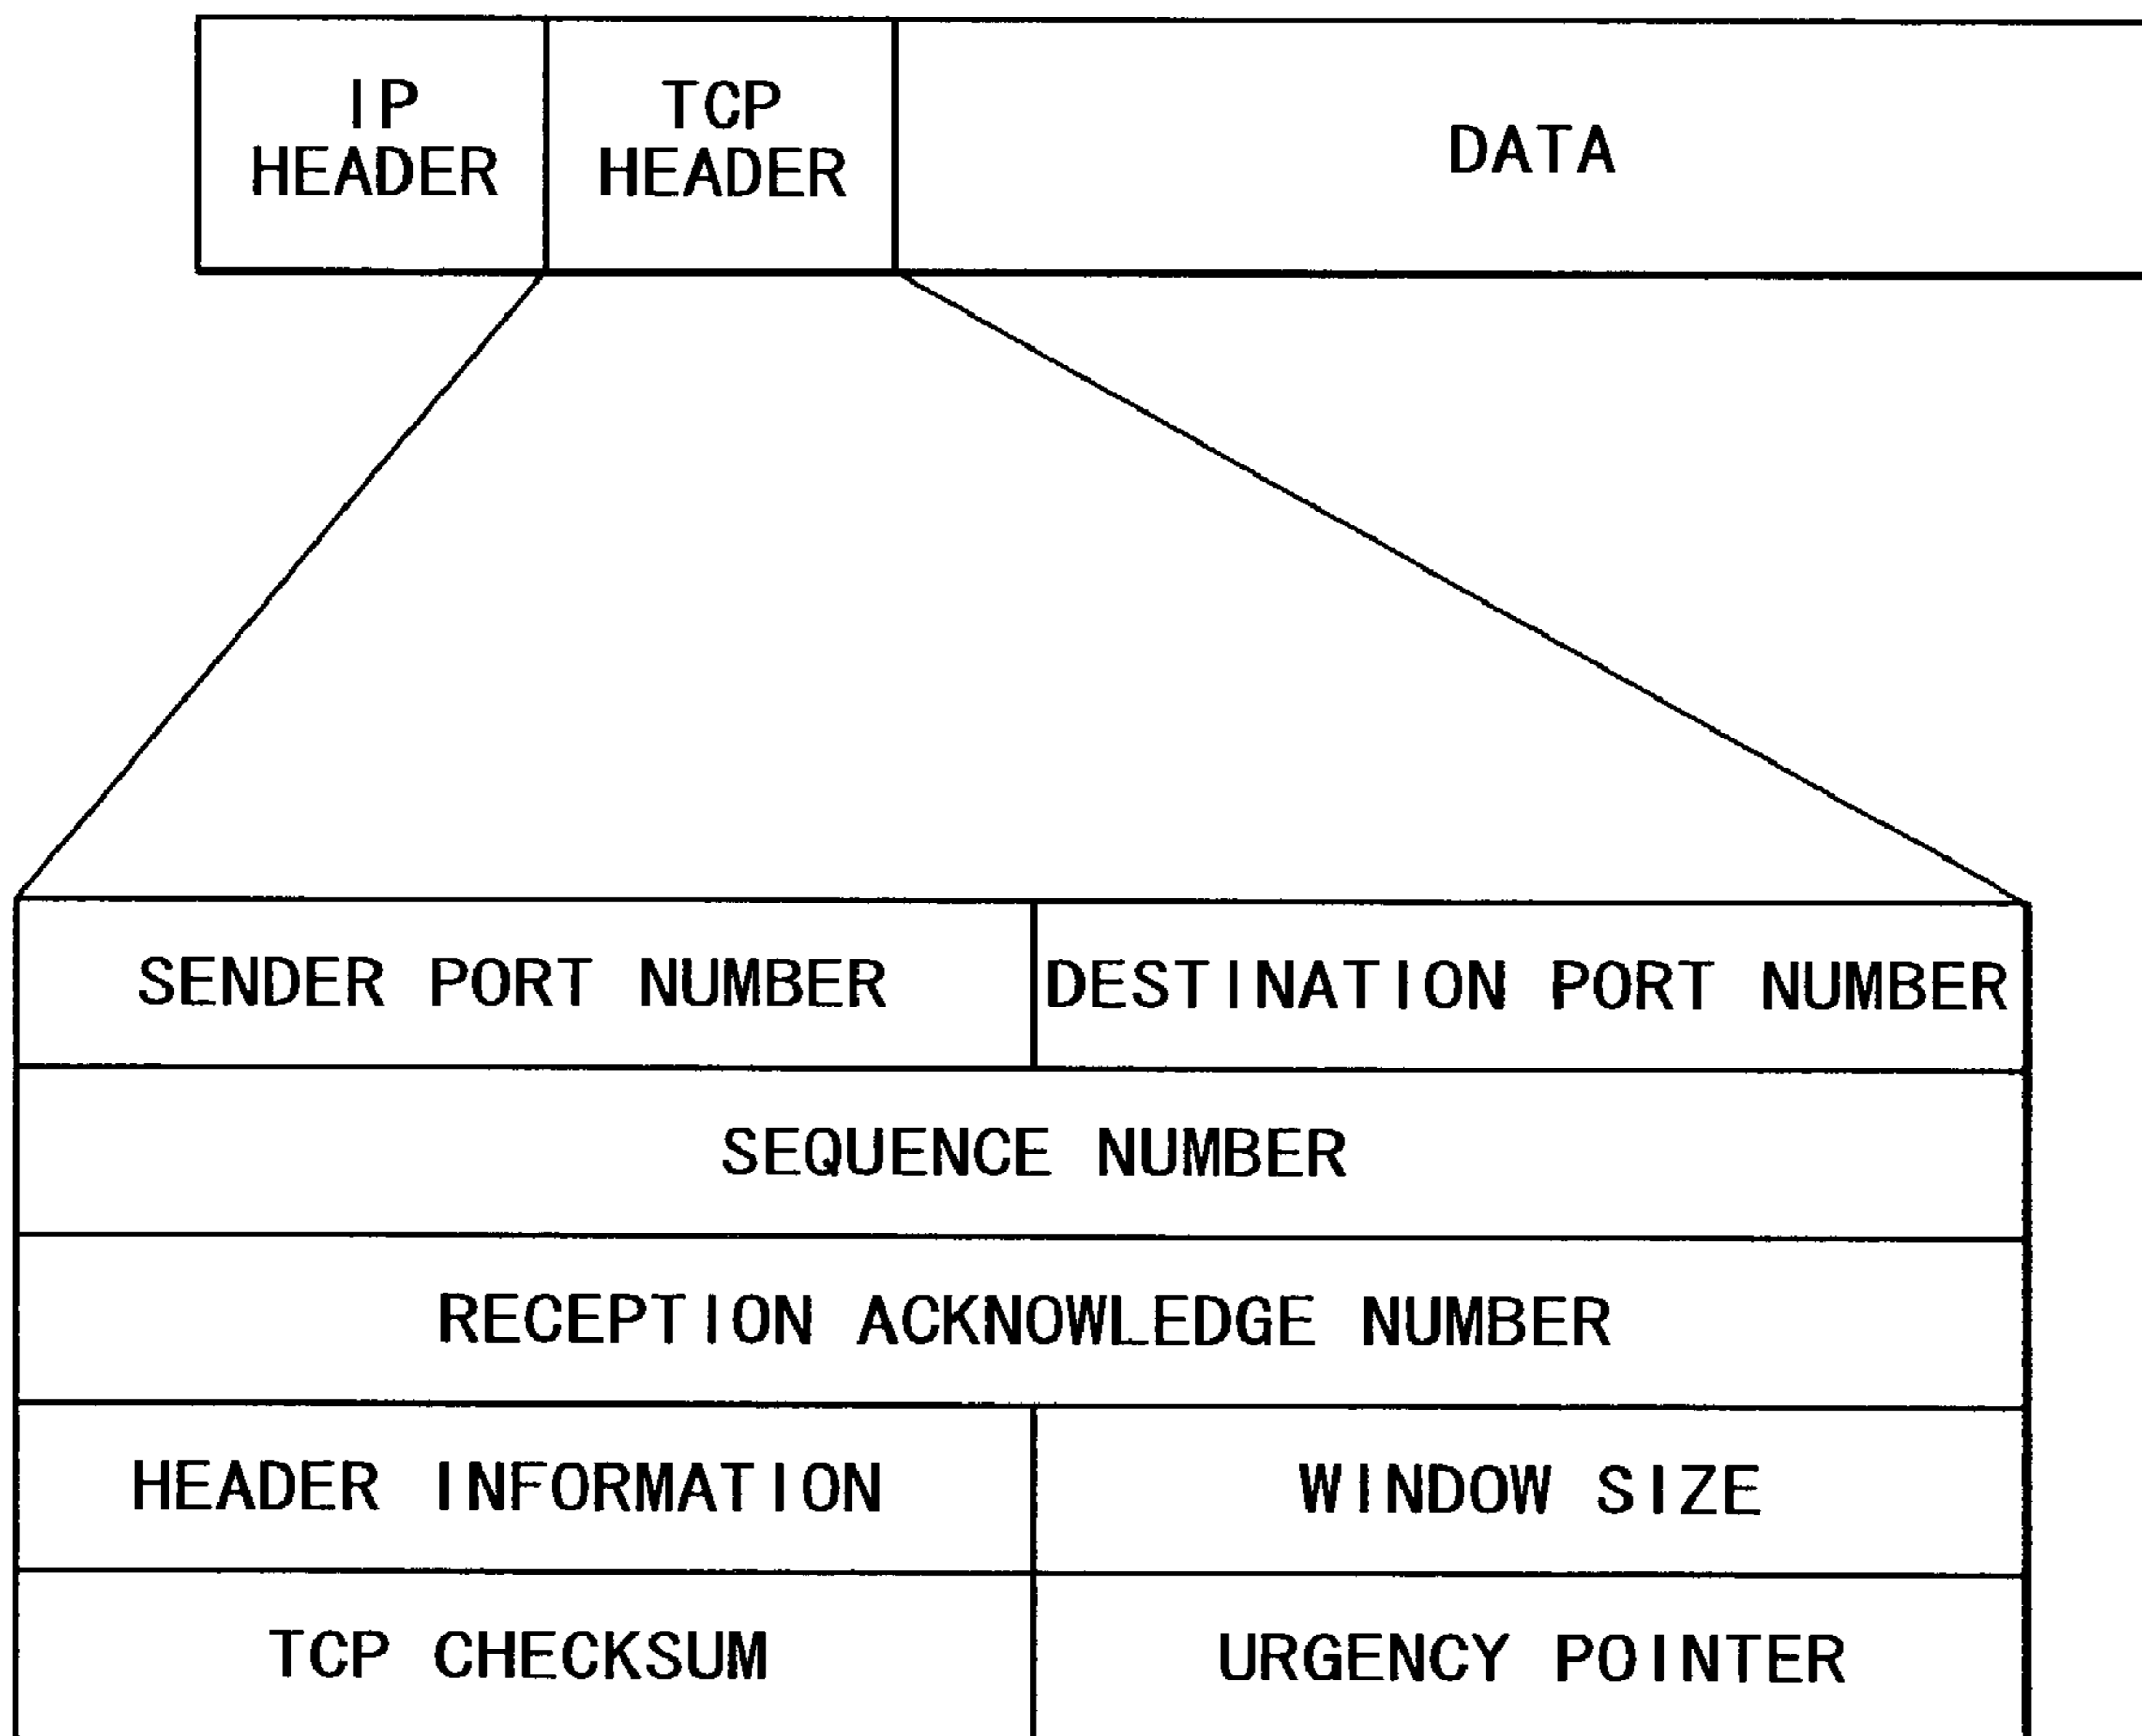 IP
HEADER
TCP
HEADER
DATA
SENDER PORT NUMBER
DESTINATION PORT NUMBER
SEQUENCE NUMBER
RECEPTION ACKNOWLEDGE NUMBER
HEADER INFORMATION
WINDOW SIZE
TCP CHECKSUM
URGENCY POINTER